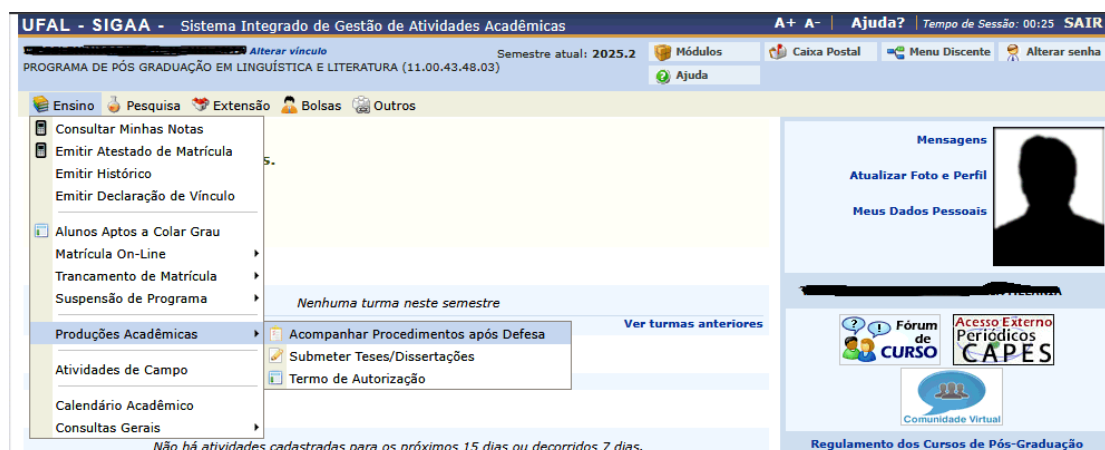 UFAL - SIGAA - Sistema Integrado de Gestão de Atividades Acadêmicas
A+ A- | Ajuda? | Tempo de Sessão: 00:25 SAIR
Alterar vínculo
PROGRAMA DE PÓS GRADUAÇÃO EM LINGUÍSTICA E LITERATURA (11.00.43.48.03)
Semestre atual: 2025.2
Módulos
Caixa Postal
Menu Discente
Alterar senha
Ajuda
Ensino Pesquisa Extensão Bolsas Outros
Consultar Minhas Notas
Emitir Atestado de Matrícula
Emitir Histórico
Emitir Declaração de Vínculo
Alunos Aptos a Colar Grau
Matrícula On-Line
Trancamento de Matrícula
Suspensão de Programa
Produções Acadêmicas
Atividades de Campo
Calendário Acadêmico
Consultas Gerais
Acompanhar Procedimentos após Defesa
Submeter Teses/Dissertações
Termo de Autorização
s.
Nenhuma turma neste semestre
Ver turmas anteriores
Não há atividades cadastradas para os próximos 15 dias ou decorridos 7 dias.
Mensagens
Atualizar Foto e Perfil
Meus Dados Pessoais
Fórum
de
CURSO
Acesso Externo
Periódicos
CAPES
Comunidade Virtual
Regulamento dos Cursos de Pós-Graduação